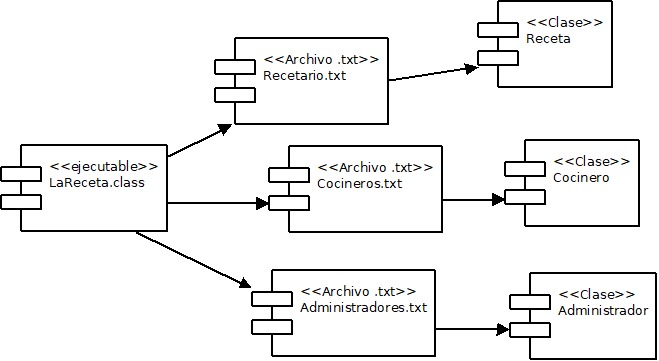 <<Clase>>
Receta
<<Archivo .txt>>
Recetario.txt
<<ejecutable>>
LaReceta.class
<<Archivo .txt>>
Cocineros.txt
<<Clase>>
Cocinero
<<Archivo .txt>>
Administradores.txt
<<Clase>>
Administrador